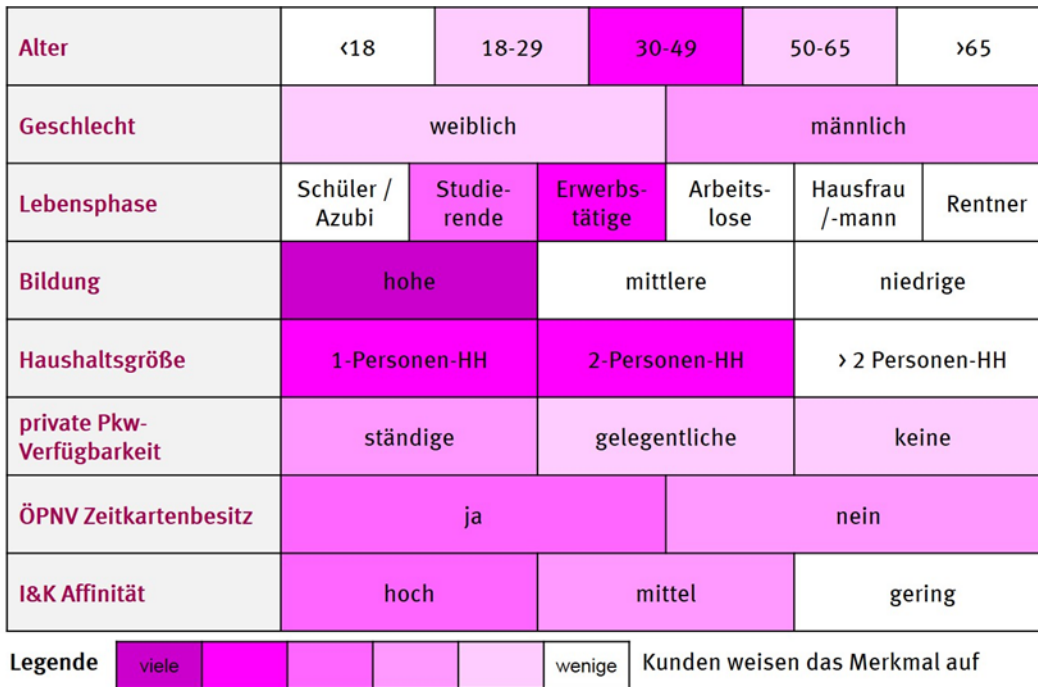 Alter <18 18-29 30-49 50-65 >65
Geschlecht weiblich männlich
Lebensphase Schüler / Azubi Studie- rende Erwerbs- tätige Arbeits- lose Hausfrau /-mann Rentner
Bildung hohe mittlere niedrige
Haushaltsgröße 1-Personen-HH 2-Personen-HH > 2 Personen-HH
private Pkw-
Verfügbarkeit ständige gelegentliche keine
ÖPNV Zeitkartenbesitz ja nein
I&K Affinität hoch mittel gering
Legende viele wenige Kunden weisen das Merkmal auf